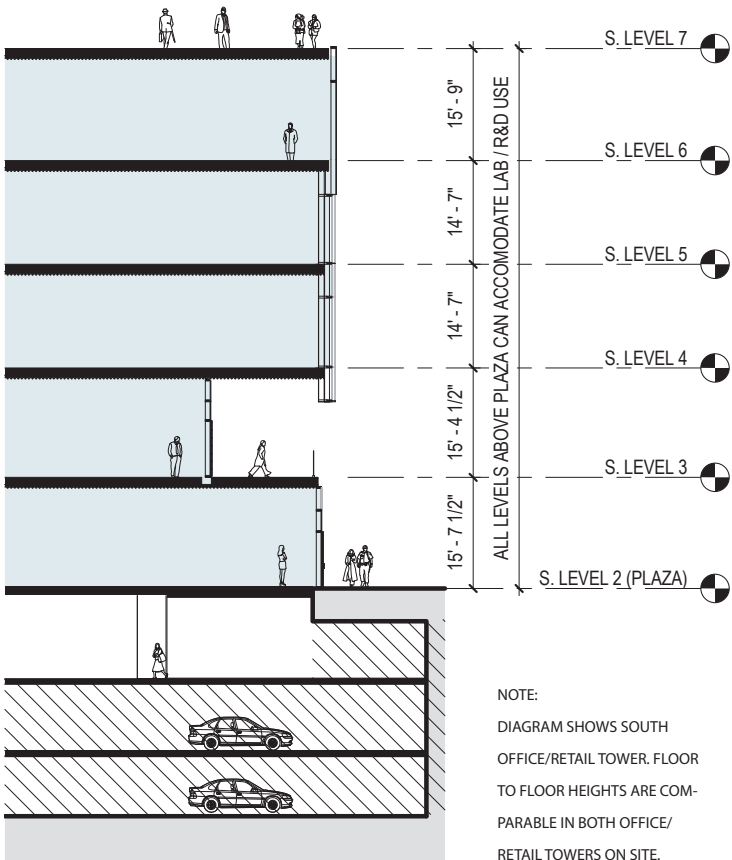 S. LEVEL 7
15' - 9"
S. LEVEL 6
14' - 7"
S. LEVEL 5
14' - 7"
S. LEVEL 4
15' - 4 1/2"
S. LEVEL 3
15' - 7 1/2"
S. LEVEL 2 (PLAZA)
ALL LEVELS ABOVE PLAZA CAN ACCOMODATE LAB / R&D USE
NOTE:
DIAGRAM SHOWS SOUTH
OFFICE/RETAIL TOWER. FLOOR
TO FLOOR HEIGHTS ARE COM-
PARABLE IN BOTH OFFICE/
RETAIL TOWERS ON SITE.